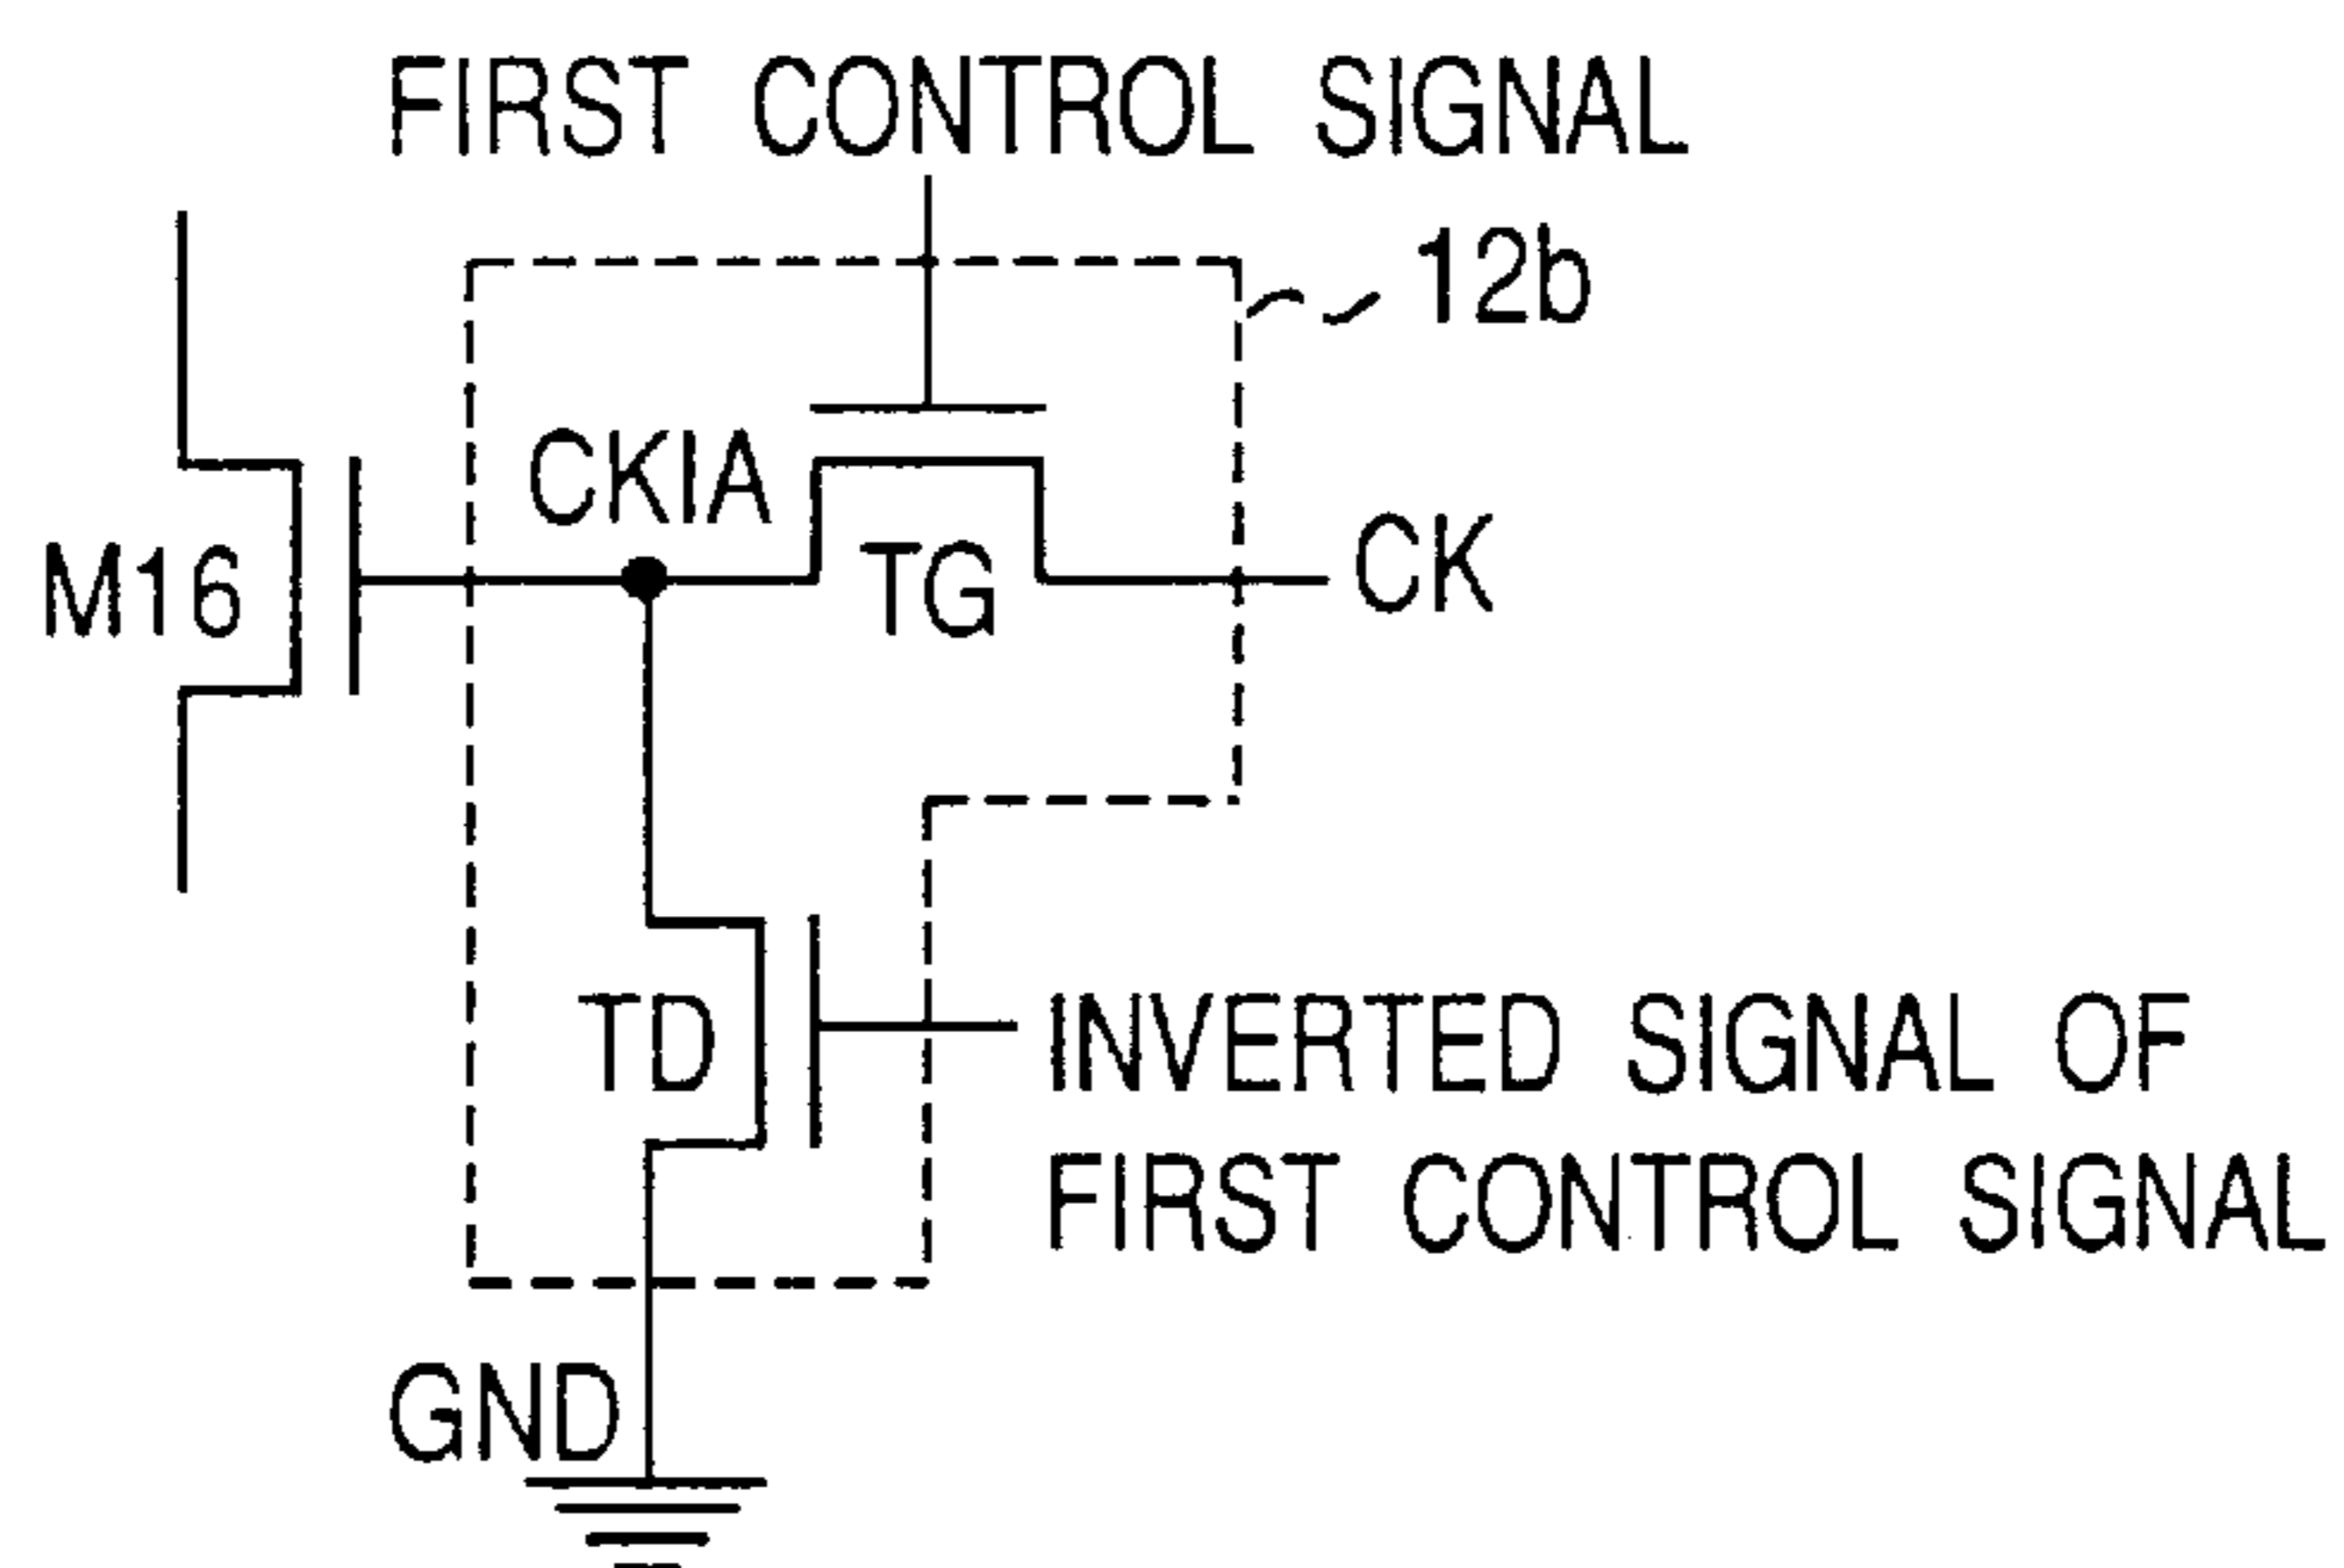 FIRST CONTROL SIGNAL
12b
CKIA
CK
M16
TG
TD
INVERTED SIGNAL OF
FIRST CONTROL SIGNAL
GND